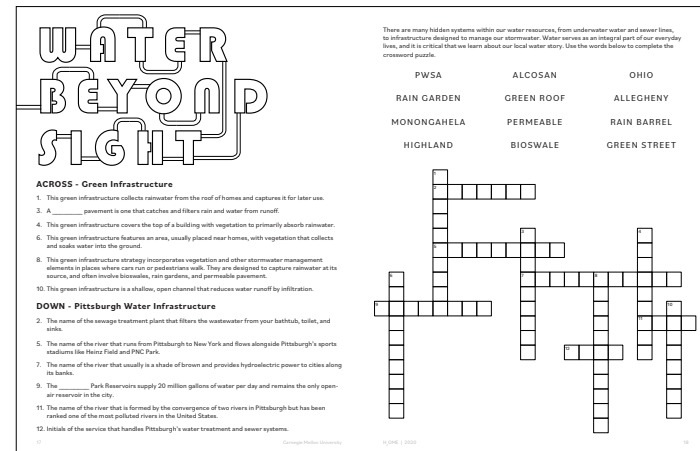 WATER
BEYOND
SIGHT
ACROSS - Green Infrastructure
1. This green infrastructure collects rainwater from the roof of homes and captures it for later use.
3. A _________ pavement is one that catches and filters rain and water from runoff.
4. This green infrastructure covers the top of a building with vegetation to primarily absorb rainwater.
6. This green infrastructure features an area, usually placed near homes, with vegetation that collects
and soaks water into the ground.
8. This green infrastructure strategy incorporates vegetation and other stormwater management
elements in places where cars run or pedestrians walk. They are designed to capture rainwater at its
source, and often involve bioswales, rain gardens, and permeable pavement.
10. This green infrastructure is a shallow, open channel that reduces water runoff by infiltration.
DOWN - Pittsburgh Water Infrastructure
2. The name of the sewage treatment plant that filters the wastewater from your bathtub, toilet, and
sinks.
5. The name of the river that runs from Pittsburgh to New York and flows alongside Pittsburgh's sports
stadiums like Heinz Field and PNC Park.
7. The name of the river that usually is a shade of brown and provides hydroelectric power to cities along
its banks.
9. The _________ Park Reservoirs supply 20 million gallons of water per day and remains the only open-
air reservoir in the city.
11. The name of the river that is formed by the convergence of two rivers in Pittsburgh but has been
ranked one of the most polluted rivers in the United States.
12. Initials of the service that handles Pittsburgh's water treatment and sewer systems.
17
Carnegie Mellon University
There are many hidden systems within our water resources, from underwater water and sewer lines,
to infrastructure designed to manage our stormwater. Water serves as an integral part of our everyday
lives, and it is critical that we learn about our local water story. Use the words below to complete the
crossword puzzle.
PWSA ALCOSAN OHIO
RAIN GARDEN GREEN ROOF ALLEGHENY
MONONGAHELA PERMEABLE RAIN BARREL
HIGHLAND BIOSWALE GREEN STREET
1
2
3
4
5
6
7
8
9
10
11
12
18